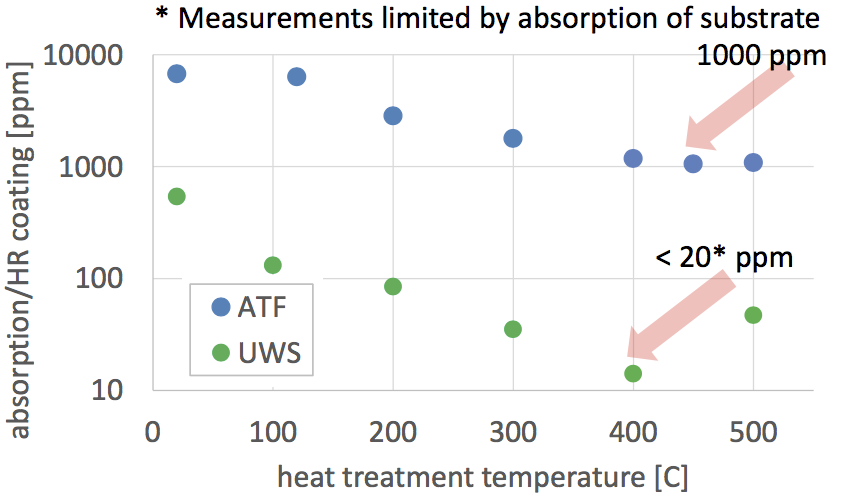 * Measurements limited by absorption of substrate
10000
1000 ppm
1000
< 20* ppm
100
ATF
UWS
10
0 100 200 300 400 500
heat treatment temperature [C]
absorption/HR coating [ppm]